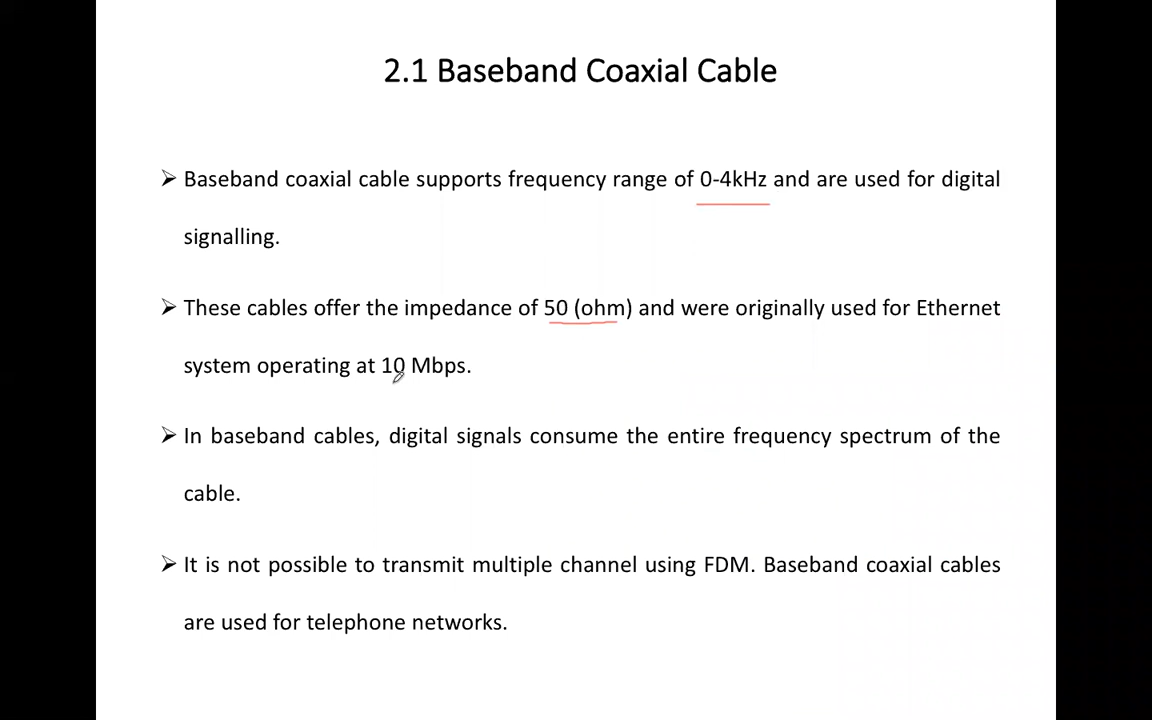 2.1 Baseband Coaxial Cable
➢ Baseband coaxial cable supports frequency range of 0-4kHz and are used for digital
signalling.
➢ These cables offer the impedance of 50 (ohm) and were originally used for Ethernet
system operating at 10 Mbps.
➢ In baseband cables, digital signals consume the entire frequency spectrum of the
cable.
➢ It is not possible to transmit multiple channel using FDM. Baseband coaxial cables
are used for telephone networks.